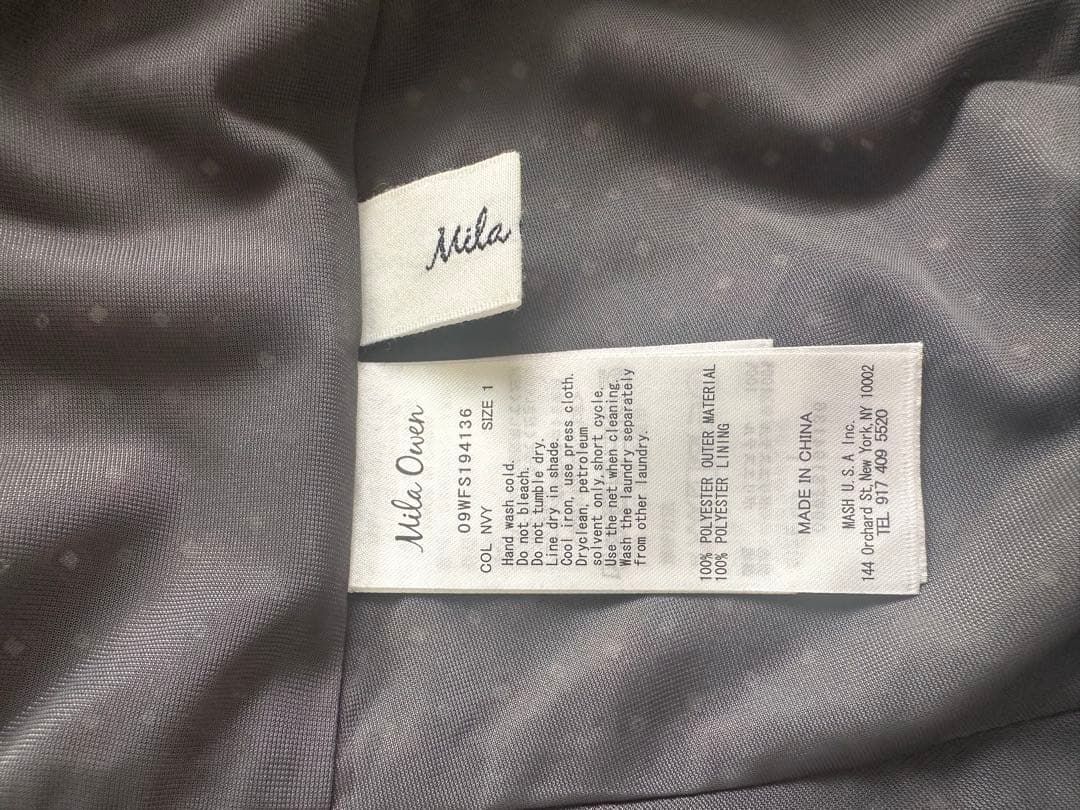 Mila
Mila Owen
09WFS194136
COL NVY SIZE 1
Hand wash cold.
Do not bleach.
Do not tumble dry.
Line dry in shade.
Cool iron, use press cloth.
Dryclean, petroleum
solvent only,short cycle.
Use the net when cleaning.
Wash the laundry separately
from other laundry.
100% POLYESTER OUTER MATERIAL
100% POLYESTER LINING
MADE IN CHINA
MASH U.S.A Inc.
144 Orchard St,New York,NY 10002
TEL 917 409 5520